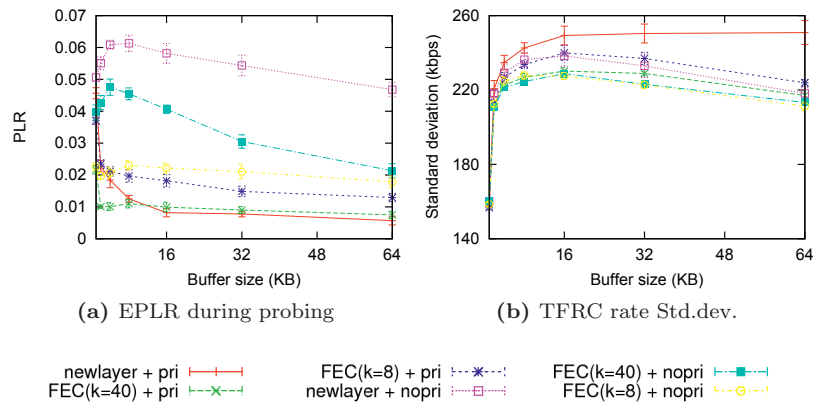 0.07
0.06
0.05
0.04
0.03
0.02
0.01
0
PLR
16 32 48 64
Buffer size (KB)
(a) EPLR during probing
260
220
180
140
Standard deviation (kbps)
16 32 48 64
Buffer size (KB)
(b) TFRC rate Std.dev.
newlayer + pri
FEC(k=40) + pri
FEC(k=8) + pri
newlayer + nopri
FEC(k=40) + nopri
FEC(k=8) + nopri